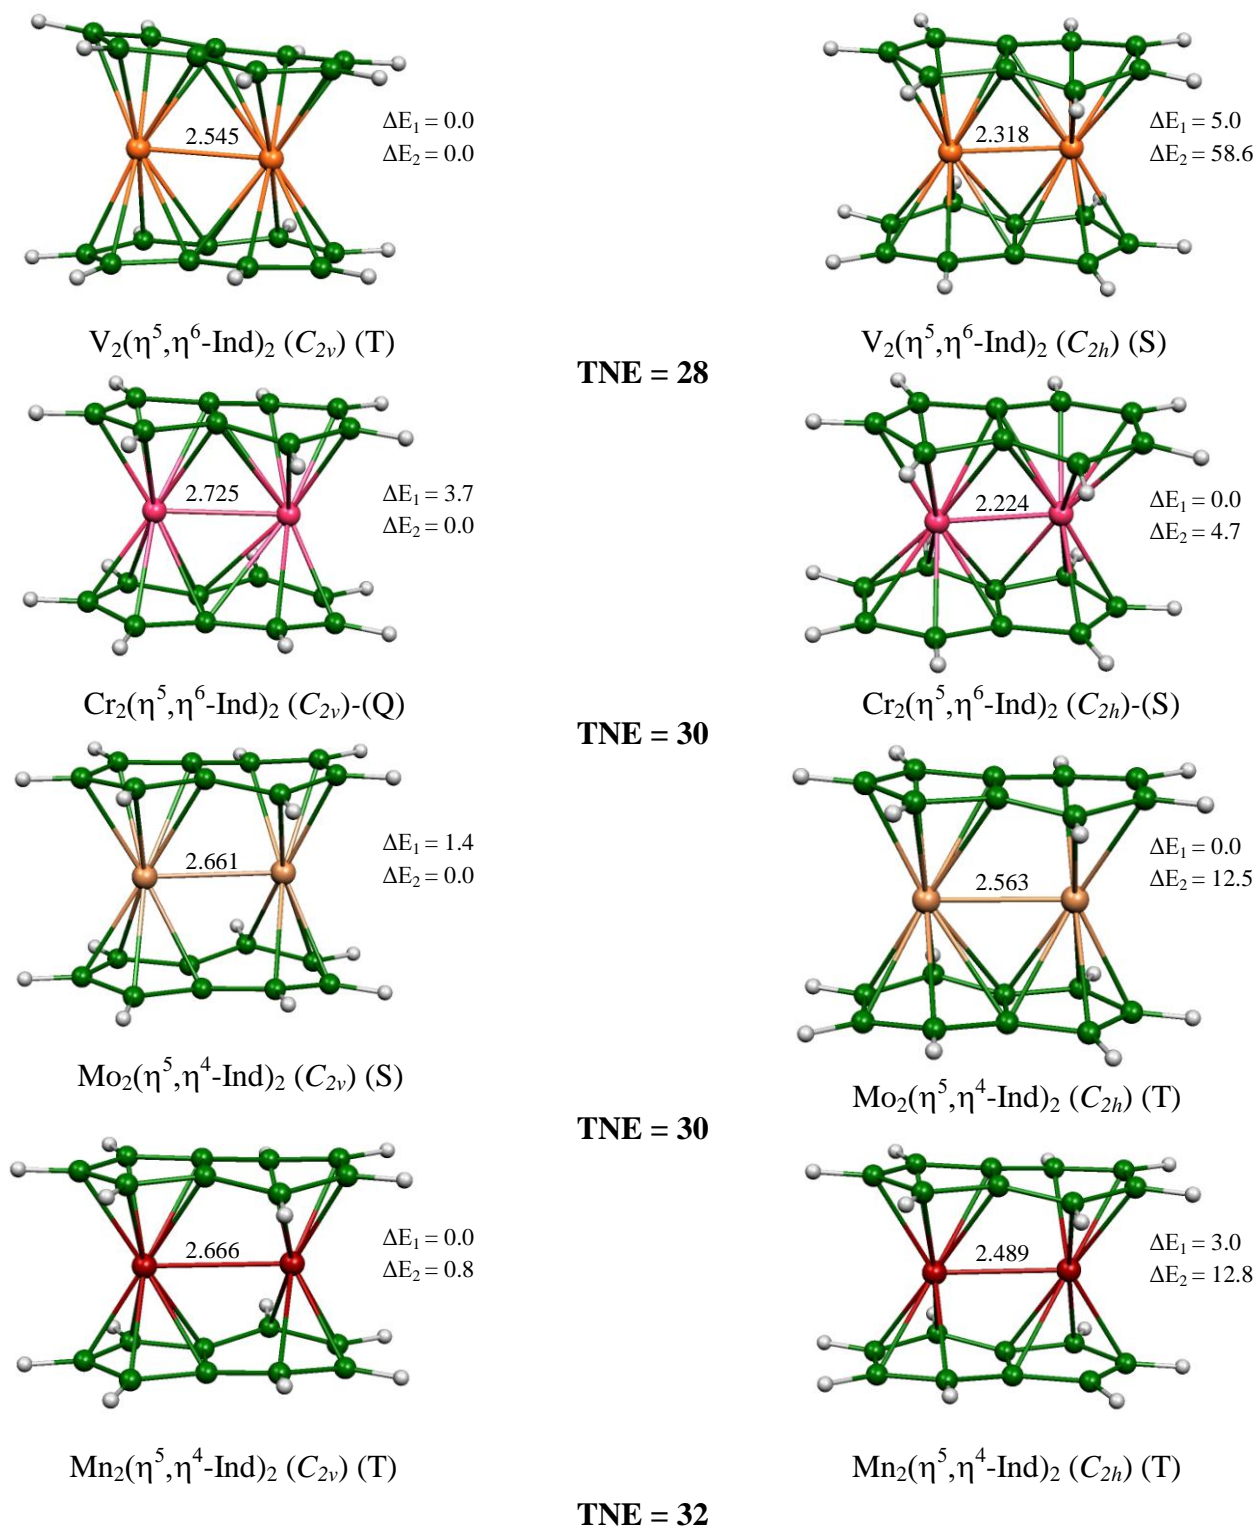 2.545
ΔE₁ = 0.0
ΔE₂ = 0.0
2.318
ΔE₁ = 5.0
ΔE₂ = 58.6
V₂(η⁵,η⁶-Ind)₂ (C₂ᵥ) (T)
V₂(η⁵,η⁶-Ind)₂ (C₂ₕ) (S)
TNE = 28
2.725
ΔE₁ = 3.7
ΔE₂ = 0.0
2.224
ΔE₁ = 0.0
ΔE₂ = 4.7
Cr₂(η⁵,η⁶-Ind)₂ (C₂ᵥ)-(Q)
Cr₂(η⁵,η⁶-Ind)₂ (C₂ₕ)-(S)
TNE = 30
2.661
ΔE₁ = 1.4
ΔE₂ = 0.0
2.563
ΔE₁ = 0.0
ΔE₂ = 12.5
Mo₂(η⁵,η⁴-Ind)₂ (C₂ᵥ) (S)
Mo₂(η⁵,η⁴-Ind)₂ (C₂ₕ) (T)
TNE = 30
2.666
ΔE₁ = 0.0
ΔE₂ = 0.8
2.489
ΔE₁ = 3.0
ΔE₂ = 12.8
Mn₂(η⁵,η⁴-Ind)₂ (C₂ᵥ) (T)
Mn₂(η⁵,η⁴-Ind)₂ (C₂ₕ) (T)
TNE = 32